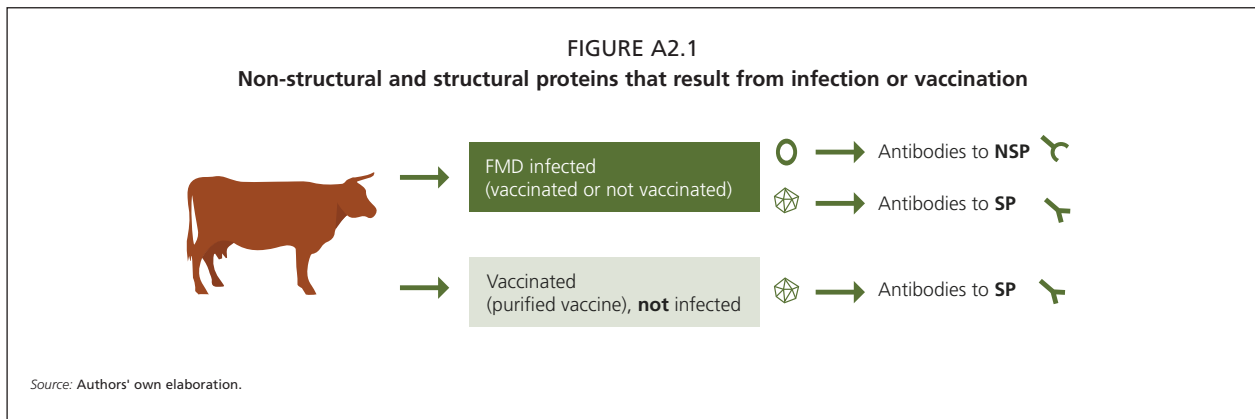 FIGURE A2.1
Non-structural and structural proteins that result from infection or vaccination
FMD infected
(vaccinated or not vaccinated)
Antibodies to NSP
Antibodies to SP
Vaccinated
(purified vaccine), not infected
Antibodies to SP
Source: Authors' own elaboration.